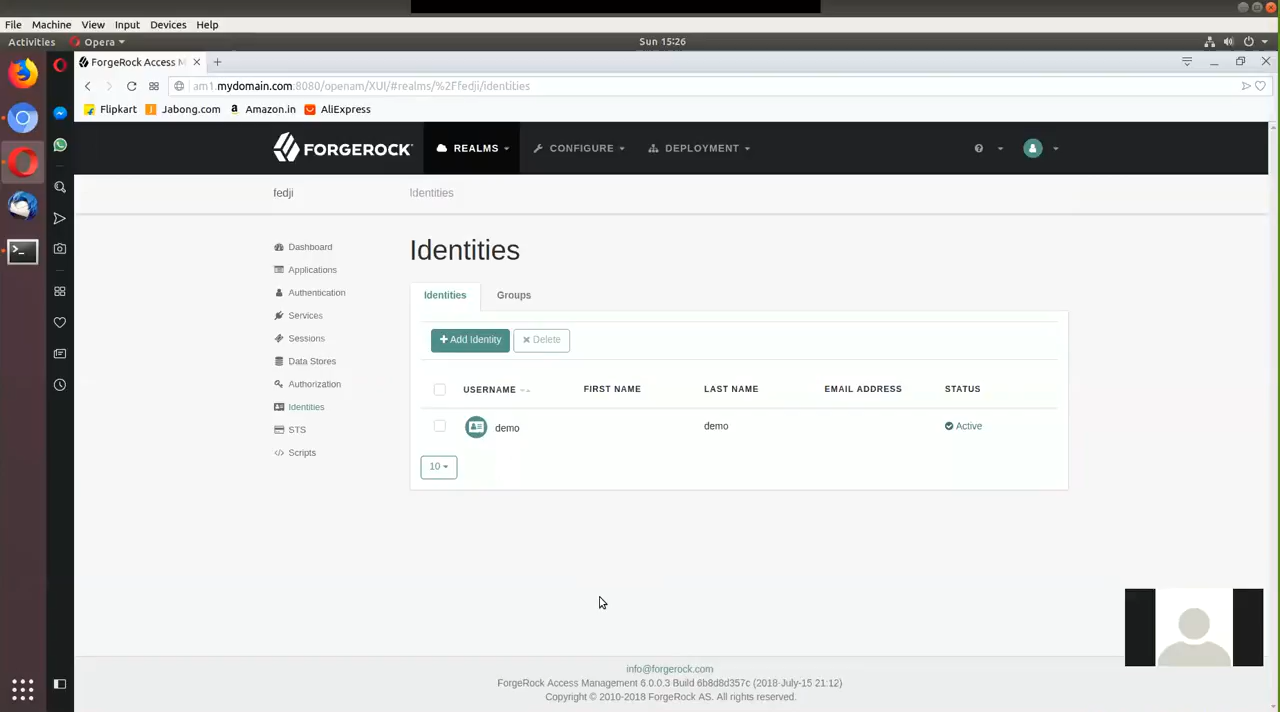 File Machine View Input Devices Help
Activities Opera Sun 15:26
ForgeRock Access M
am1.mydomain.com:8080/openam/XUI/#realms/%2Ffedji/identities
Flipkart Jabong.com Amazon.in AliExpress
FORGEROCK REALMS CONFIGURE DEPLOYMENT
fedji Identities
Dashboard
Applications
Authentication
Services
Sessions
Data Stores
Authorization
Identities
STS
Scripts
Identities
Identities Groups
+ Add Identity × Delete
USERNAME FIRST NAME LAST NAME EMAIL ADDRESS STATUS
demo demo Active
10
info@forgerock.com
ForgeRock Access Management 6.0.0.3 Build 6b8d8d357c (2018-July-15 21:12)
Copyright © 2010-2018 ForgeRock AS. All rights reserved.